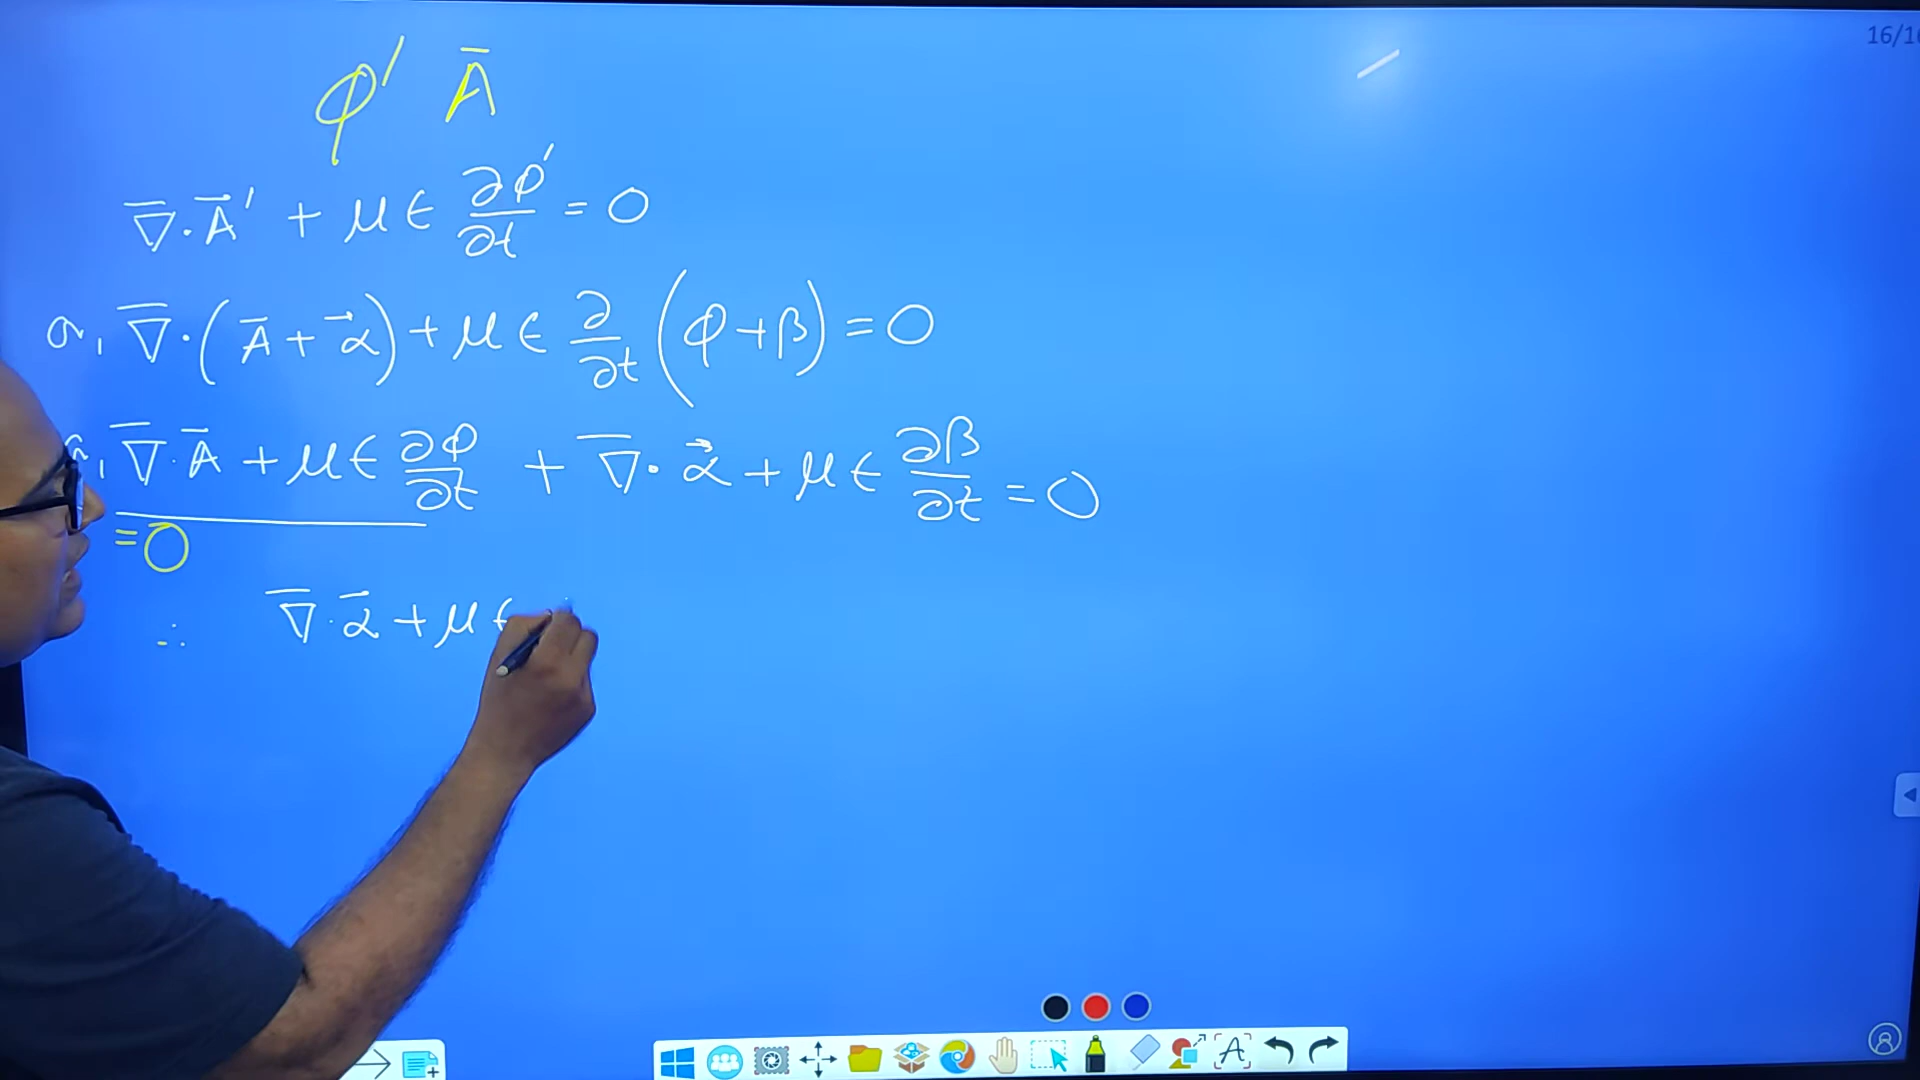 16/1
φ′ A̅
∇̅·A̅′ + μϵ ∂φ′/∂t = 0
or, ∇̅·(A̅ + α⃗) + με ∂/∂t (φ + β) = 0
or, ∇̅·A̅ + μϵ ∂φ/∂t + ∇̅·α⃗ + μϵ ∂β/∂t = 0
= 0
∴ ∇̅·α̅ + μϵ
A